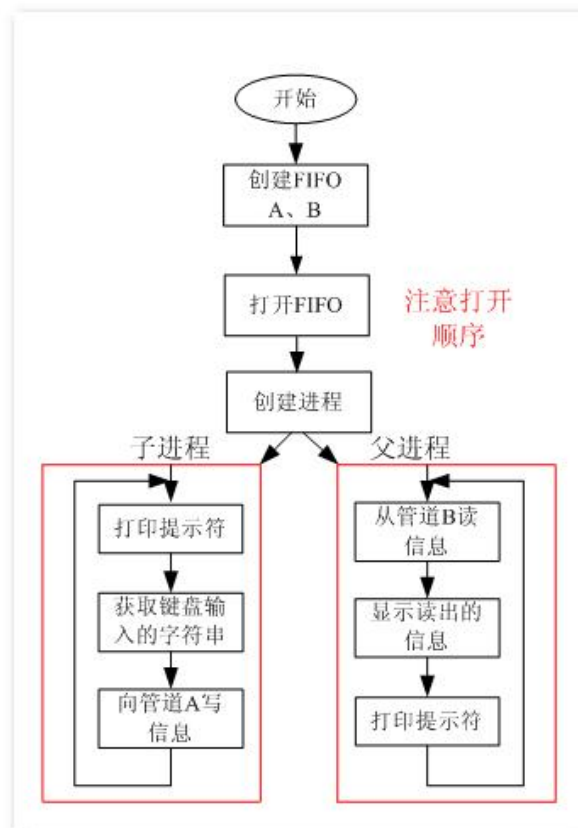 开始
创建FIFO
A、B
打开FIFO
注意打开
顺序
创建进程
子进程
父进程
打印提示符
获取键盘输
入的字符串
向管道A写
信息
从管道B读
信息
显示读出的
信息
打印提示符